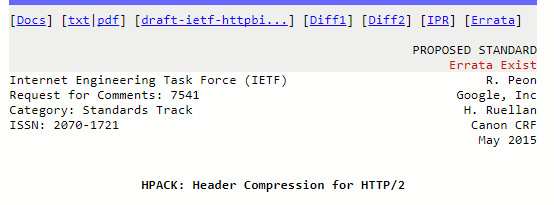 [Docs] [txt|pdf] [draft-ietf-httpbi...] [Diff1] [Diff2] [IPR] [Errata]
PROPOSED STANDARD
Errata Exist
Internet Engineering Task Force (IETF) R. Peon
Request for Comments: 7541 Google, Inc
Category: Standards Track H. Ruellan
ISSN: 2070-1721 Canon CRF
May 2015
HPACK: Header Compression for HTTP/2